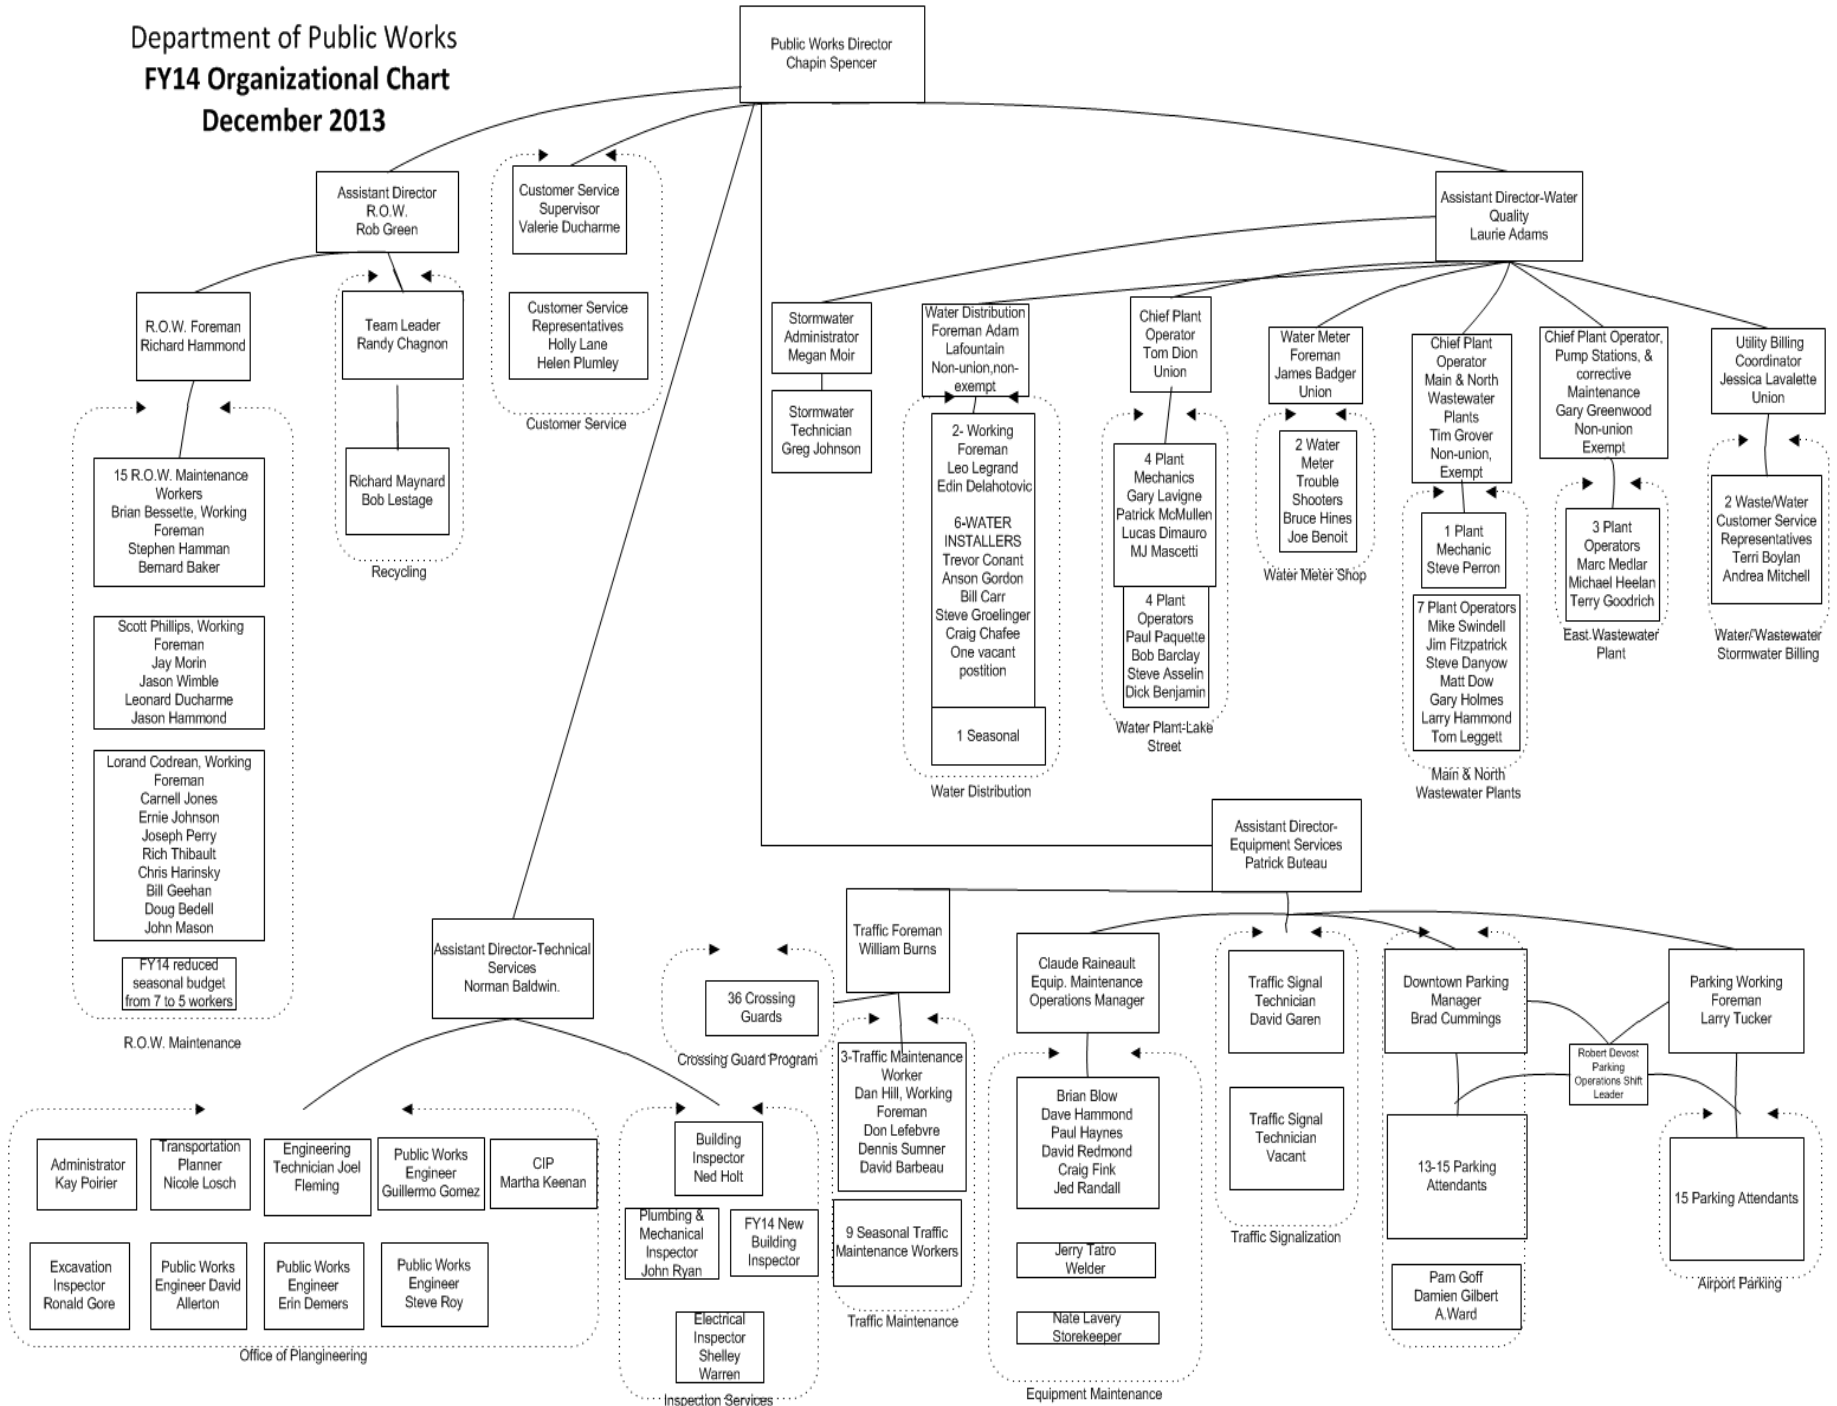 Department of Public Works
FY14 Organizational Chart
December 2013
Public Works Director
Chapin Spencer
Assistant Director
R.O.W.
Rob Green
Customer Service
Supervisor
Valerie Ducharme
Assistant Director-Water
Quality
Laurie Adams
R.O.W. Foreman
Richard Hammond
Team Leader
Randy Chagnon
Customer Service
Representatives
Holly Lane
Helen Plumley
Customer Service
Richard Maynard
Bob Lestage
Recycling
15 R.O.W. Maintenance
Workers
Brian Bessette, Working
Foreman
Stephen Hamman
Bernard Baker
Scott Phillips, Working
Foreman
Jay Morin
Jason Wimble
Leonard Ducharme
Jason Hammond
Lorand Codrean, Working
Foreman
Carnell Jones
Ernie Johnson
Joseph Perry
Rich Thibault
Chris Harinsky
Bill Geehan
Doug Bedell
John Mason
FY14 reduced
seasonal budget
from 7 to 5 workers
R.O.W. Maintenance
Stormwater
Administrator
Megan Moir
Stormwater
Technician
Greg Johnson
Water Distribution
Foreman Adam
Lafountain
Non-union,non-
exempt
2- Working
Foreman
Leo Legrand
Edin Delahotovic
6-WATER
INSTALLERS
Trevor Conant
Anson Gordon
Bill Carr
Steve Groelinger
Craig Chafee
One vacant
postition
1 Seasonal
Water Distribution
Chief Plant
Operator
Tom Dion
Union
4 Plant
Mechanics
Gary Lavigne
Patrick McMullen
Lucas Dimauro
MJ Mascetti
4 Plant
Operators
Paul Paquette
Bob Barclay
Steve Asselin
Dick Benjamin
Water Plant-Lake
Street
Water Meter
Foreman
James Badger
Union
2 Water
Meter
Trouble
Shooters
Bruce Hines
Joe Benoit
Water Meter Shop
Chief Plant
Operator
Main & North
Wastewater
Plants
Tim Grover
Non-union,
Exempt
1 Plant
Mechanic
Steve Perron
7 Plant Operators
Mike Swindell
Jim Fitzpatrick
Steve Danyow
Matt Dow
Gary Holmes
Larry Hammond
Tom Leggett
Main & North
Wastewater Plants
Chief Plant Operator,
Pump Stations, &
corrective
Maintenance
Gary Greenwood
Non-union
Exempt
3 Plant
Operators
Marc Medlar
Michael Heelan
Terry Goodrich
East Wastewater
Plant
Utility Billing
Coordinator
Jessica Lavalette
Union
2 Waste/Water
Customer Service
Representatives
Terri Boylan
Andrea Mitchell
Water/Wastewater
Stormwater Billing
Assistant Director-
Equipment Services
Patrick Buteau
Assistant Director-Technical
Services
Norman Baldwin.
Administrator
Kay Poirier
Transportation
Planner
Nicole Losch
Engineering
Technician Joel
Fleming
Public Works
Engineer
Guillermo Gomez
CIP
Martha Keenan
Excavation
Inspector
Ronald Gore
Public Works
Engineer David
Allerton
Public Works
Engineer
Erin Demers
Public Works
Engineer
Steve Roy
Office of Plangineering
Building
Inspector
Ned Holt
Plumbing &
Mechanical
Inspector
John Ryan
FY14 New
Building
Inspector
Electrical
Inspector
Shelley
Warren
Inspection Services
36 Crossing
Guards
Crossing Guard Program
Traffic Foreman
William Burns
3-Traffic Maintenance
Worker
Dan Hill, Working
Foreman
Don Lefebvre
Dennis Sumner
David Barbeau
9 Seasonal Traffic
Maintenance Workers
Traffic Maintenance
Claude Raineault
Equip. Maintenance
Operations Manager
Brian Blow
Dave Hammond
Paul Haynes
David Redmond
Craig Fink
Jed Randall
Jerry Tatro
Welder
Nate Lavery
Storekeeper
Equipment Maintenance
Traffic Signal
Technician
David Garen
Traffic Signal
Technician
Vacant
Traffic Signalization
Downtown Parking
Manager
Brad Cummings
13-15 Parking
Attendants
Pam Goff
Damien Gilbert
A.Ward
Robert Devost
Parking
Operations Shift
Leader
Parking Working
Foreman
Larry Tucker
15 Parking Attendants
Airport Parking